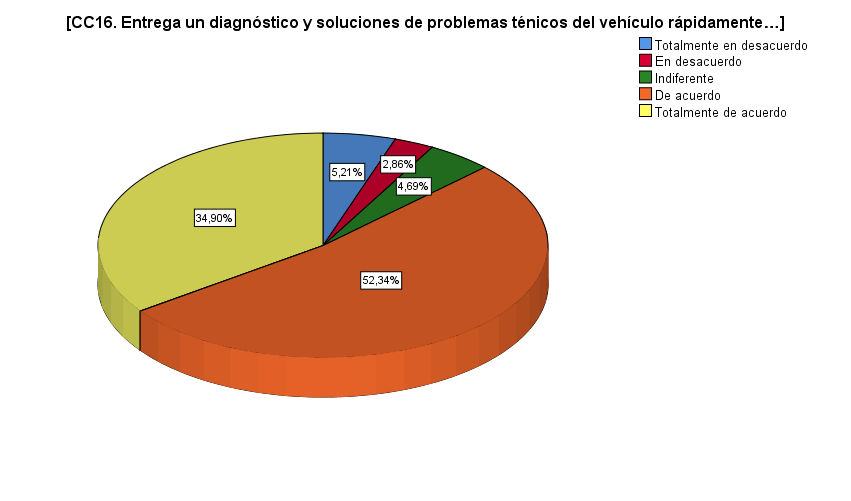 [CC16. Entrega un diagnóstico y soluciones de problemas ténicos del vehículo rápidamente…]
Totalmente en desacuerdo
En desacuerdo
Indiferente
De acuerdo
Totalmente de acuerdo
5,21%
2,86%
4,69%
34,90%
52,34%